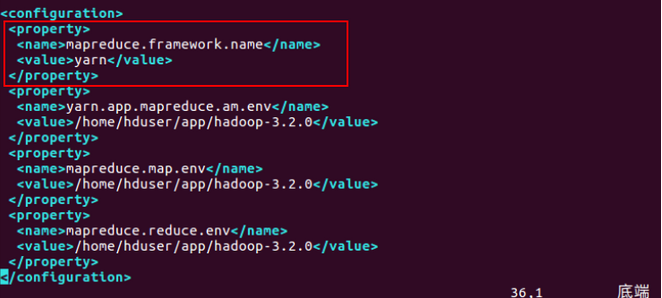 <configuration>
<property>
<name>mapreduce.framework.name</name>
<value>yarn</value>
</property>
<property>
<name>yarn.app.mapreduce.am.env</name>
<value>/home/hduser/app/hadoop-3.2.0</value>
</property>
<property>
<name>mapreduce.map.env</name>
<value>/home/hduser/app/hadoop-3.2.0</value>
</property>
<property>
<name>mapreduce.reduce.env</name>
<value>/home/hduser/app/hadoop-3.2.0</value>
</property>
</configuration>
36,1 底端